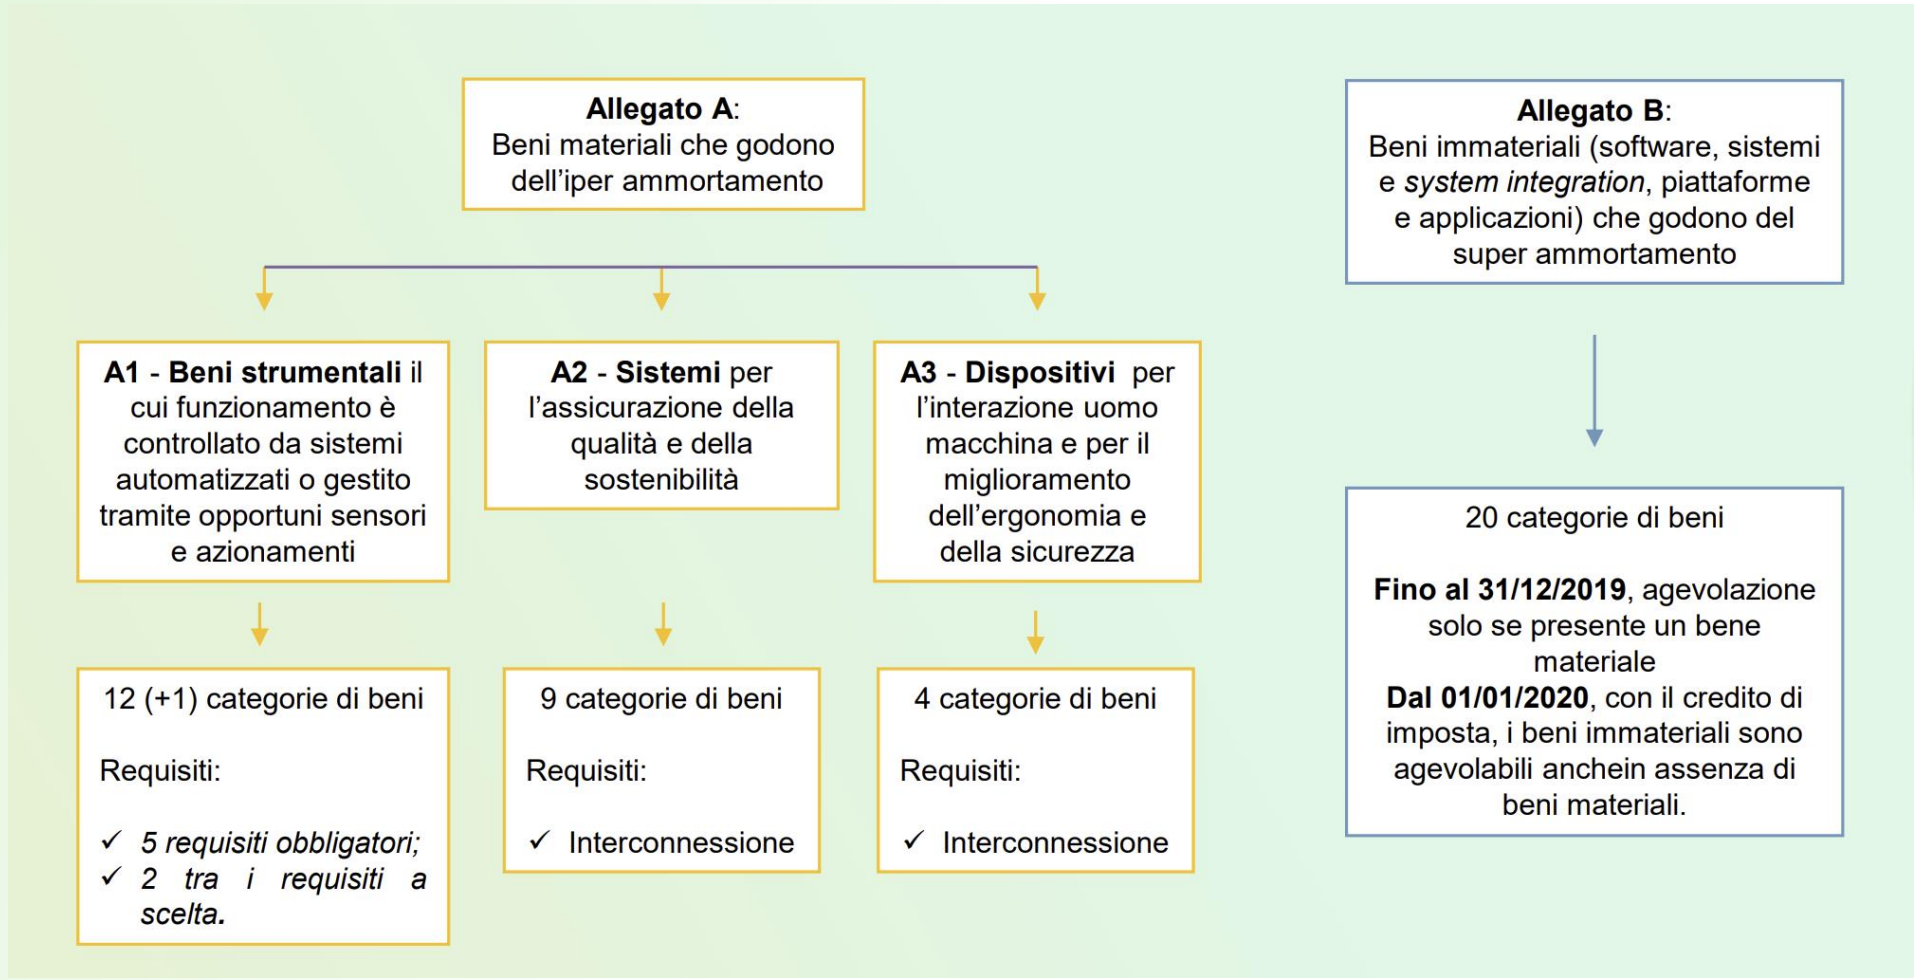 Allegato A:
Beni materiali che godono
dell'iper ammortamento
Allegato B:
Beni immateriali (software, sistemi
e system integration, piattaforme
e applicazioni) che godono del
super ammortamento
A1 - Beni strumentali il
cui funzionamento è
controllato da sistemi
automatizzati o gestito
tramite opportuni sensori
e azionamenti
A2 - Sistemi per
l'assicurazione della
qualità e della
sostenibilità
A3 - Dispositivi per
l'interazione uomo
macchina e per il
miglioramento
dell'ergonomia e
della sicurezza
12 (+1) categorie di beni
Requisiti:
✓ 5 requisiti obbligatori;
✓ 2 tra i requisiti a
scelta.
9 categorie di beni
Requisiti:
✓ Interconnessione
4 categorie di beni
Requisiti:
✓ Interconnessione
20 categorie di beni
Fino al 31/12/2019, agevolazione
solo se presente un bene
materiale
Dal 01/01/2020, con il credito di
imposta, i beni immateriali sono
agevolabili anchein assenza di
beni materiali.